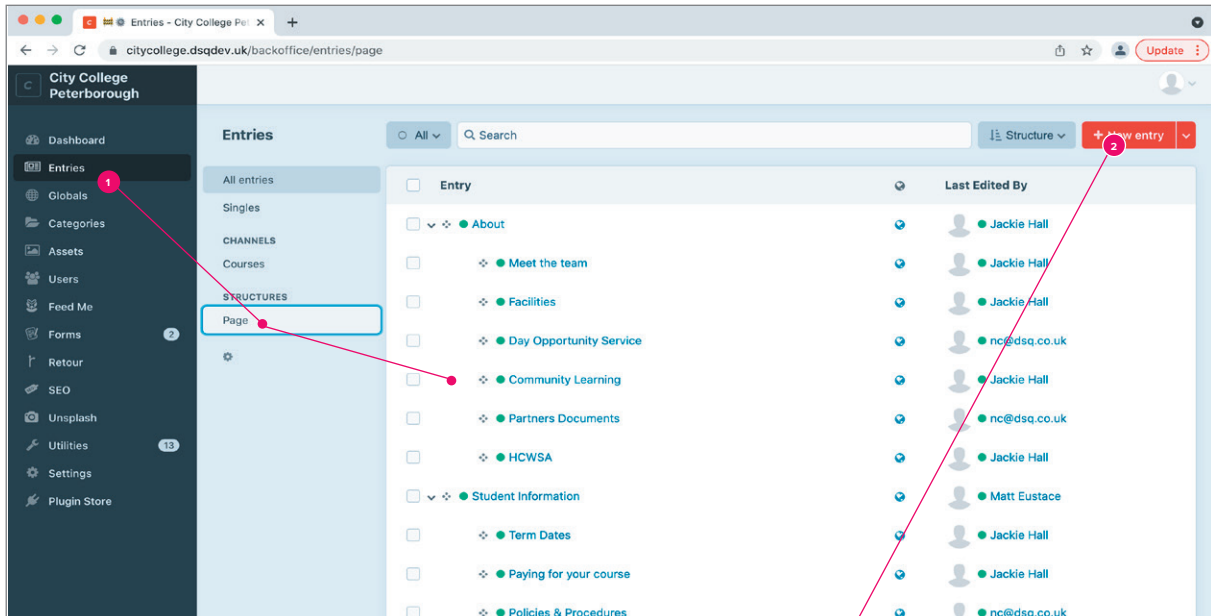 Entries - City College Pet
citycollege.dsqdev.uk/backoffice/entries/page
Update
C
City College
Peterborough
Dashboard
Entries
Globals
Categories
Assets
Users
Feed Me
Forms 2
Retour
SEO
Unsplash
Utilities 13
Settings
Plugin Store
1
Entries
All entries
Singles
CHANNELS
Courses
STRUCTURES
Page
All
Search
Structure
New entry
2
Entry Last Edited By
About Jackie Hall
Meet the team Jackie Hall
Facilities Jackie Hall
Day Opportunity Service nc@dsq.co.uk
Community Learning Jackie Hall
Partners Documents nc@dsq.co.uk
HCWSA Jackie Hall
Student Information Matt Eustace
Term Dates Jackie Hall
Paying for your course Jackie Hall
Policies & Procedures nc@dsq.co.uk